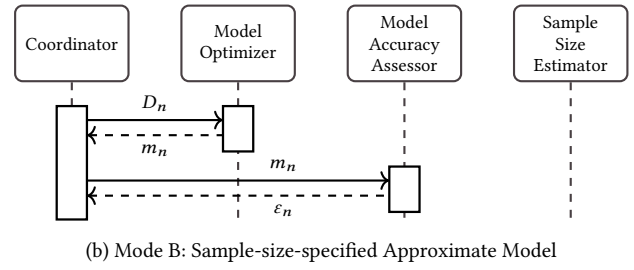 Coordinator
Model
Optimizer
Model
Accuracy
Assessor
Sample
Size
Estimator
Dₙ
mₙ
mₙ
εₙ
(b) Mode B: Sample-size-specified Approximate Model